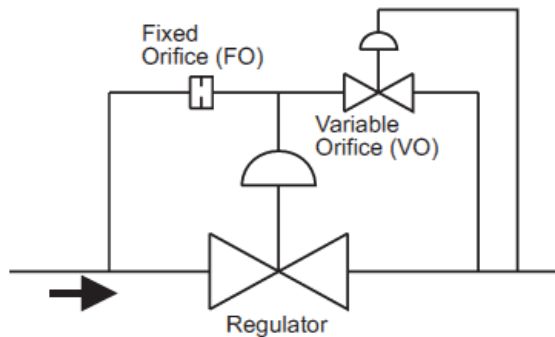 Fixed
Orifice (FO)
Variable
Orifice (VO)
Regulator